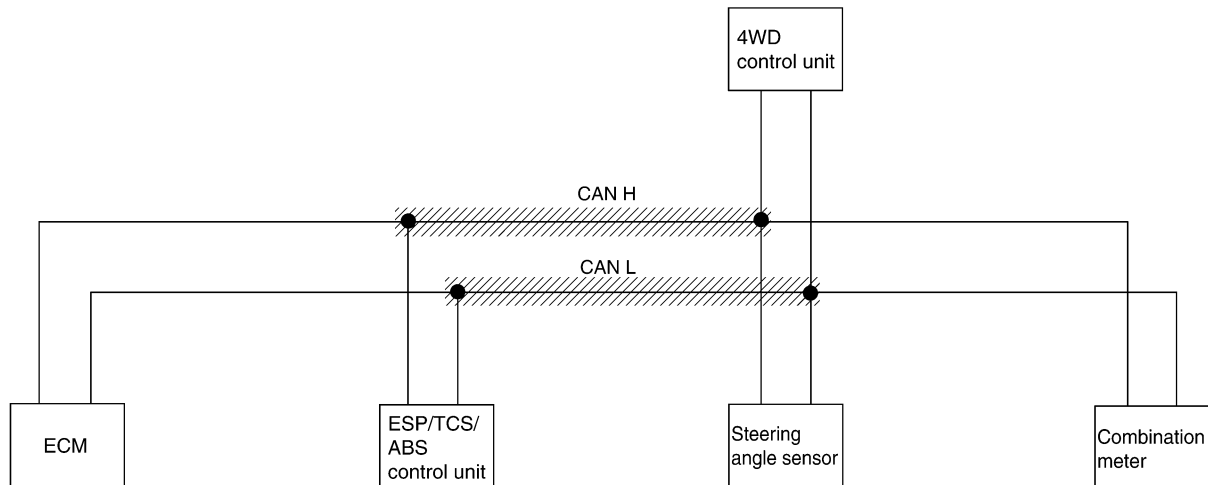 4WD
control unit
CAN H
CAN L
ECM
ESP/TCS/
ABS
control unit
Steering
angle sensor
Combination
meter